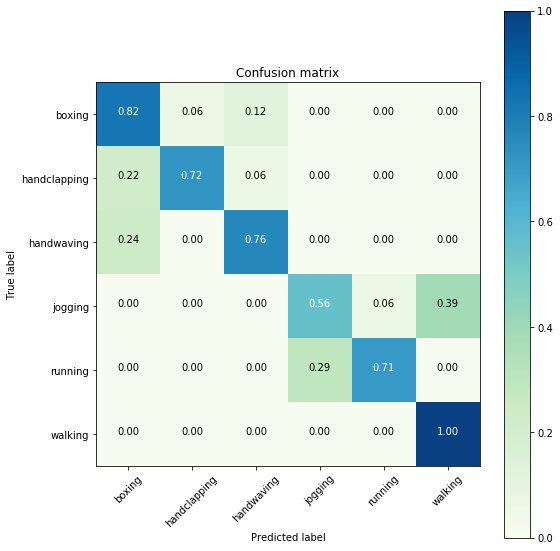 Confusion matrix
True label
boxing 0.82 0.06 0.12 0.00 0.00 0.00
handclapping 0.22 0.72 0.06 0.00 0.00 0.00
handwaving 0.24 0.00 0.76 0.00 0.00 0.00
jogging 0.00 0.00 0.00 0.56 0.06 0.39
running 0.00 0.00 0.00 0.29 0.71 0.00
walking 0.00 0.00 0.00 0.00 0.00 1.00
boxing handclapping handwaving jogging running walking
Predicted label
1.0
0.8
0.6
0.4
0.2
0.0